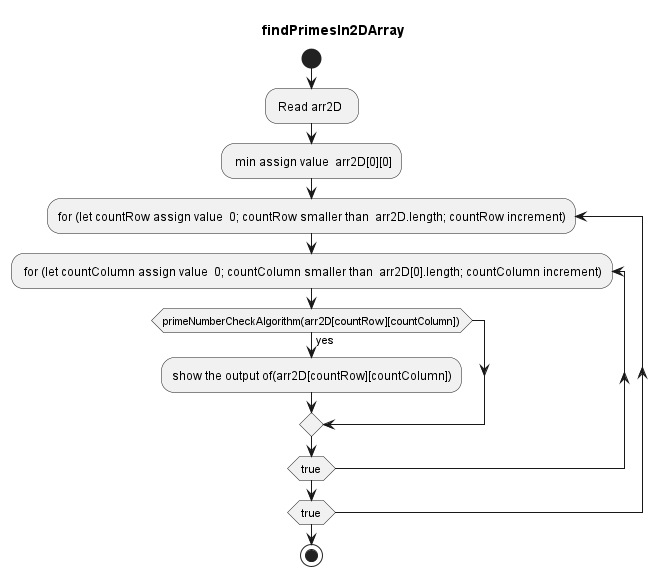 findPrimesIn2DArray
Read arr2D
min assign value  arr2D[0][0]
for (let countRow assign value  0; countRow smaller than  arr2D.length; countRow increment)
for (let countColumn assign value  0; countColumn smaller than  arr2D[0].length; countColumn increment)
primeNumberCheckAlgorithm(arr2D[countRow][countColumn])
yes
show the output of(arr2D[countRow][countColumn])
true
true